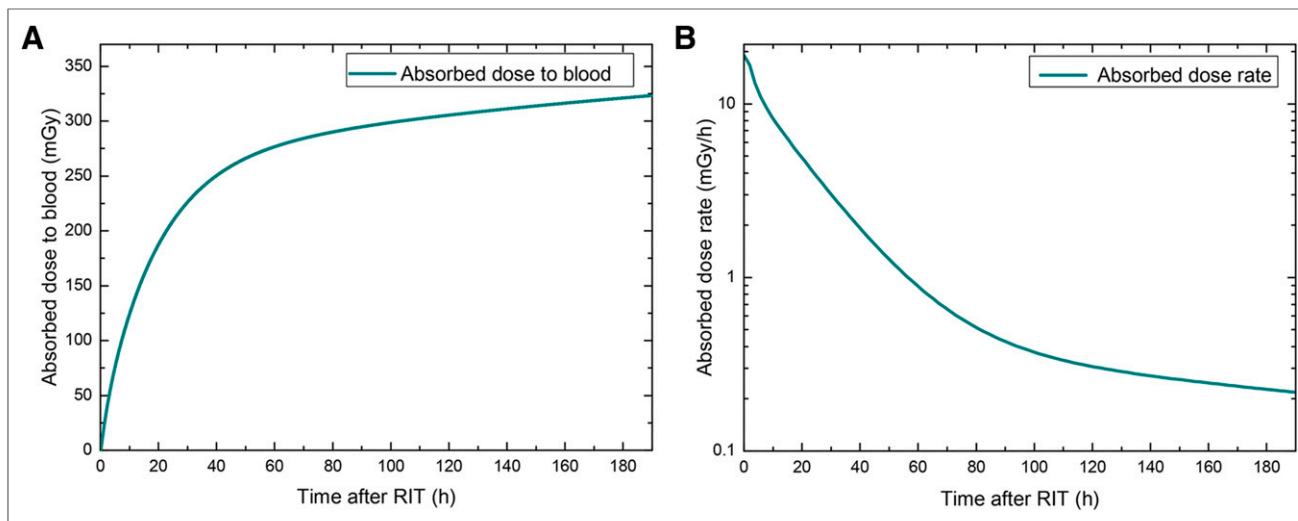 A
Absorbed dose to blood
Absorbed dose to blood (mGy)
350
300
250
200
150
100
50
0
0 20 40 60 80 100 120 140 160 180
Time after RIT (h)
B
Absorbed dose rate
Absorbed dose rate (mGy/h)
10
1
0.1
0 20 40 60 80 100 120 140 160 180
Time after RIT (h)